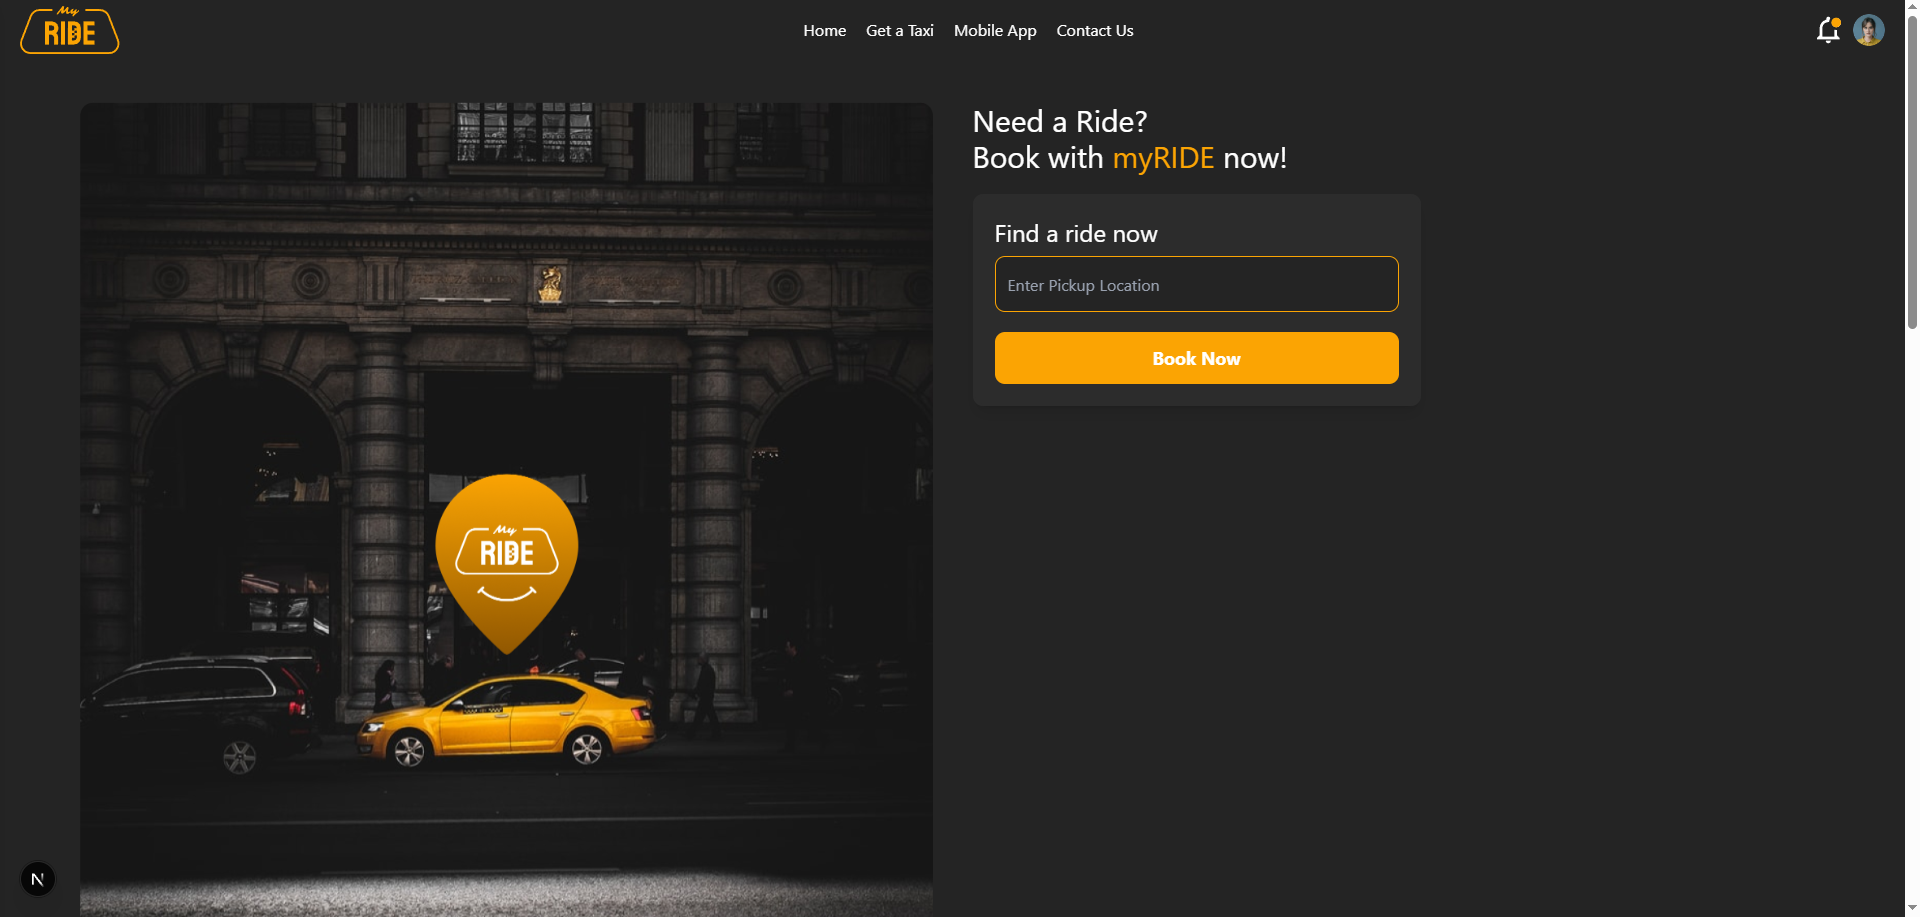 My
RIDE
Home
Get a Taxi
Mobile App
Contact Us
Need a Ride?
Book with myRIDE now!
Find a ride now
Enter Pickup Location
Book Now
My
RIDE
N